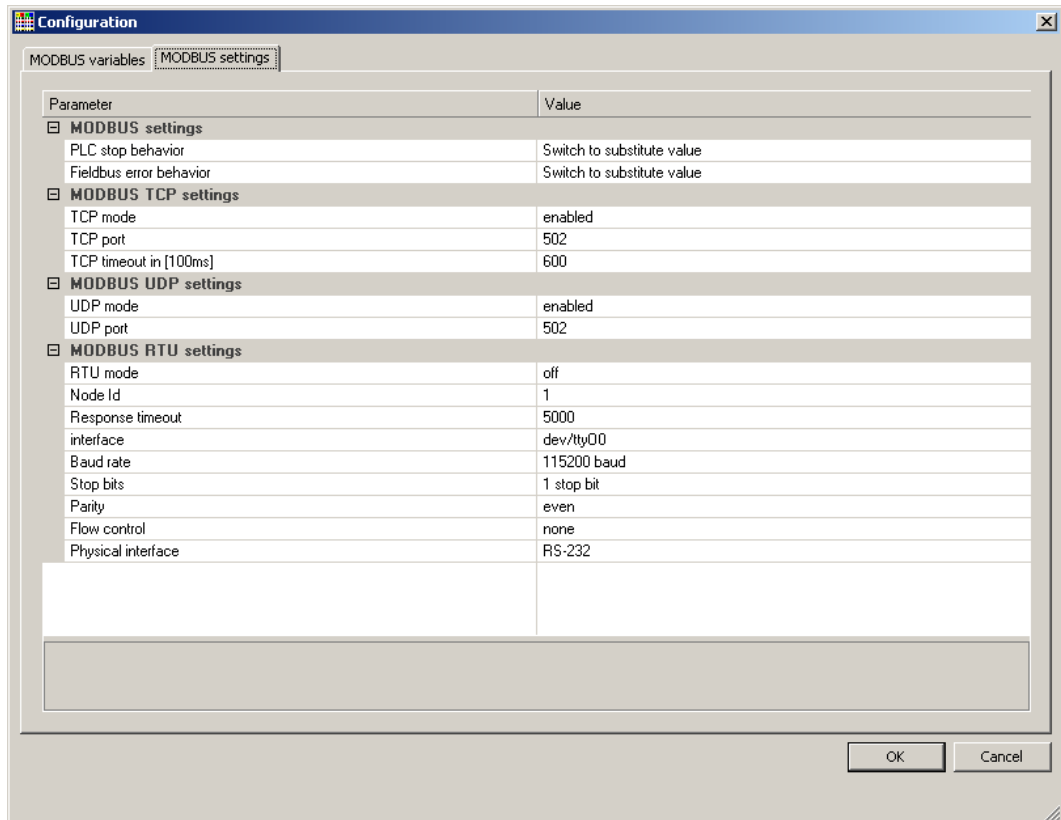 Configuration
MODBUS variables MODBUS settings
Parameter Value
MODBUS settings
PLC stop behavior Switch to substitute value
Fieldbus error behavior Switch to substitute value
MODBUS TCP settings
TCP mode enabled
TCP port 502
TCP timeout in [100ms] 600
MODBUS UDP settings
UDP mode enabled
UDP port 502
MODBUS RTU settings
RTU mode off
Node Id 1
Response timeout 5000
interface dev/ttyO0
Baud rate 115200 baud
Stop bits 1 stop bit
Parity even
Flow control none
Physical interface RS-232
OK Cancel